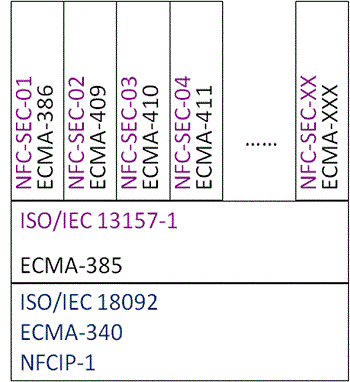 NFC-SEC-01
ECMA-386
NFC-SEC-02
ECMA-409
NFC-SEC-03
ECMA-410
NFC-SEC-04
ECMA-411
......
NFC-SEC-XX
ECMA-XXX
ISO/IEC 13157-1
ECMA-385
ISO/IEC 18092
ECMA-340
NFCIP-1